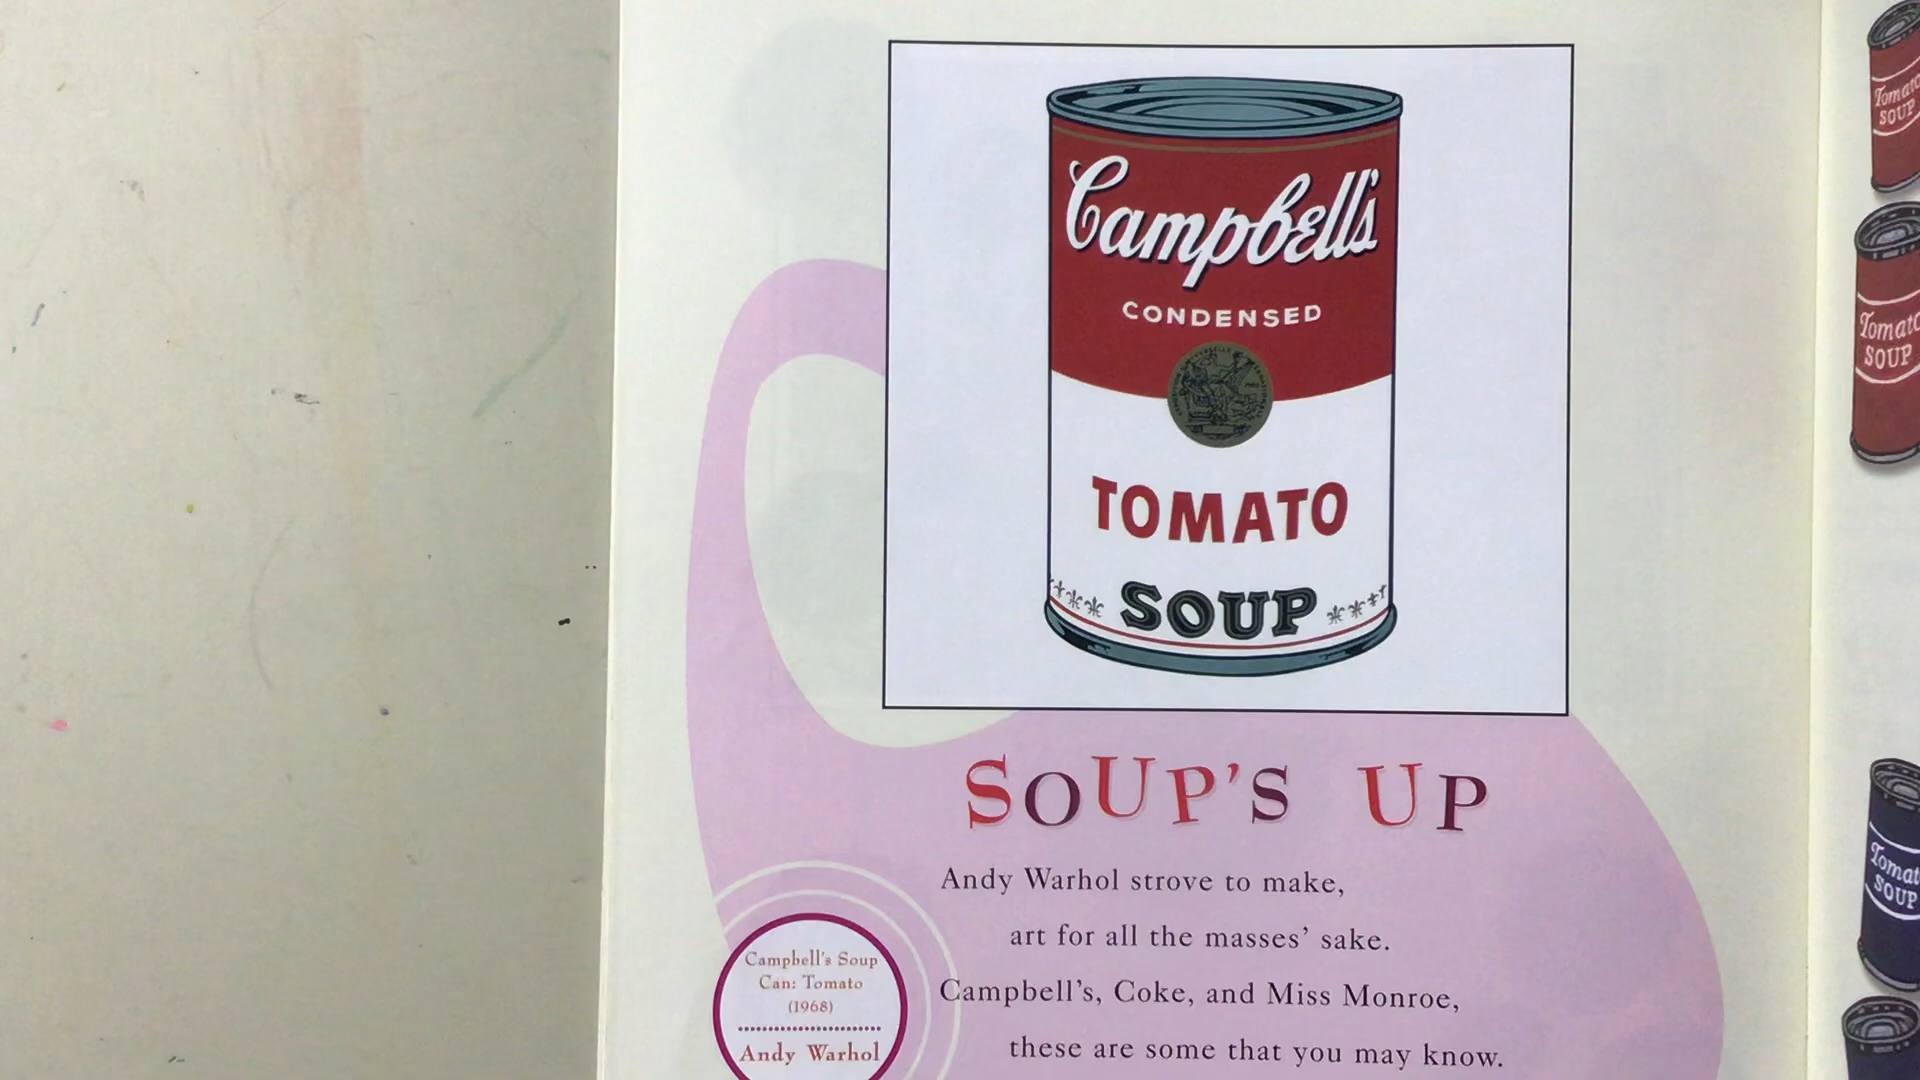 Campbell's
CONDENSED
TOMATO
SOUP
SOUP'S UP
Andy Warhol strove to make,
art for all the masses' sake.
Campbell's, Coke, and Miss Monroe,
these are some that you may know.
Campbell's Soup
Can: Tomato
(1968)
Andy Warhol
Tomato
SOUP
Tomato
SOUP
Tomat
SOUP